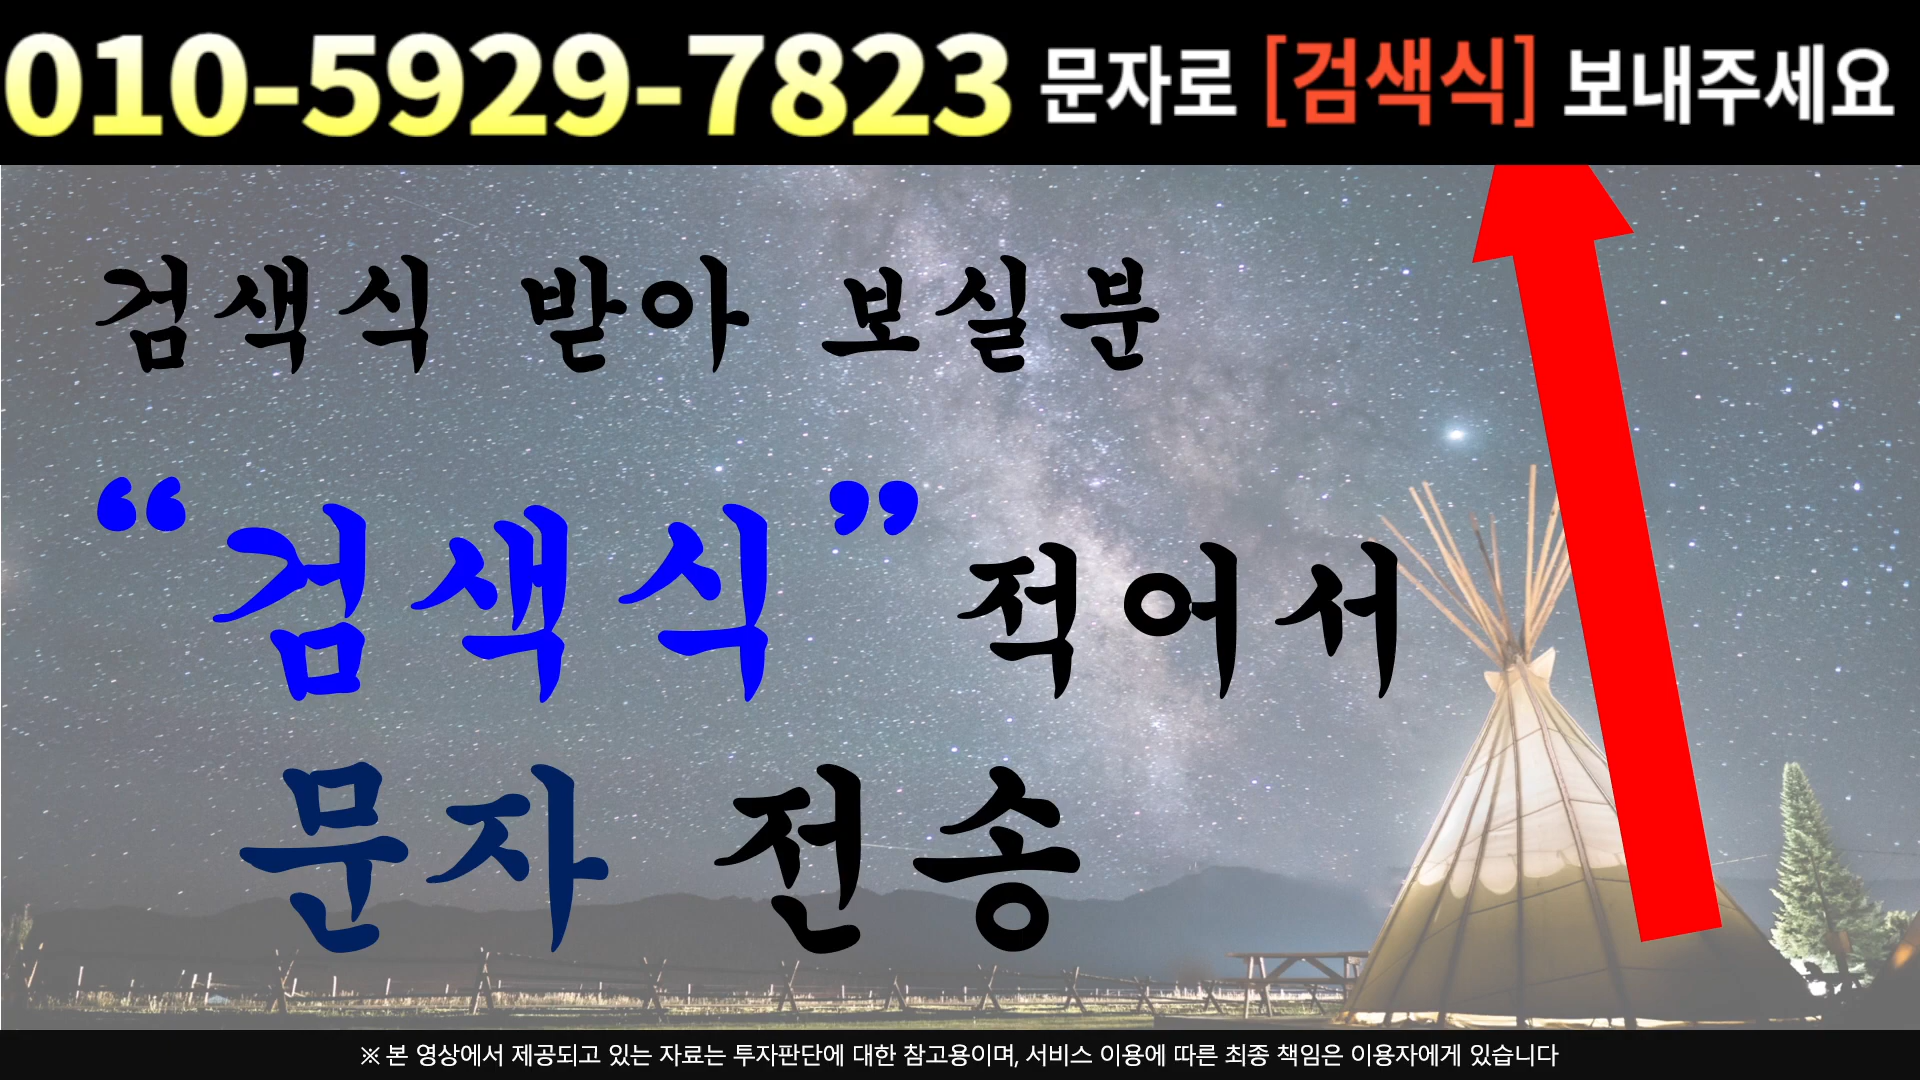 010-5929-7823 문자로 [검색식] 보내주세요
검색식 받아 보실분
“검색식” 적어서
문자 전송
※ 본 영상에서 제공되고 있는 자료는 투자판단에 대한 참고용이며, 서비스 이용에 따른 최종 책임은 이용자에게 있습니다